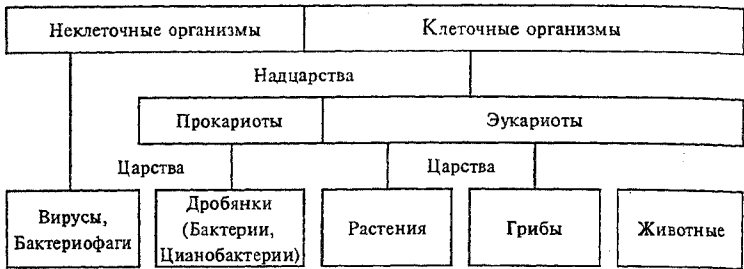 Неклеточные организмы
Клеточные организмы
Надцарства
Прокариоты
Эукариоты
Царства
Царства
Вирусы,
Бактериофаги
Дробянки
(Бактерии,
Цианобактерии)
Растения
Грибы
Животные